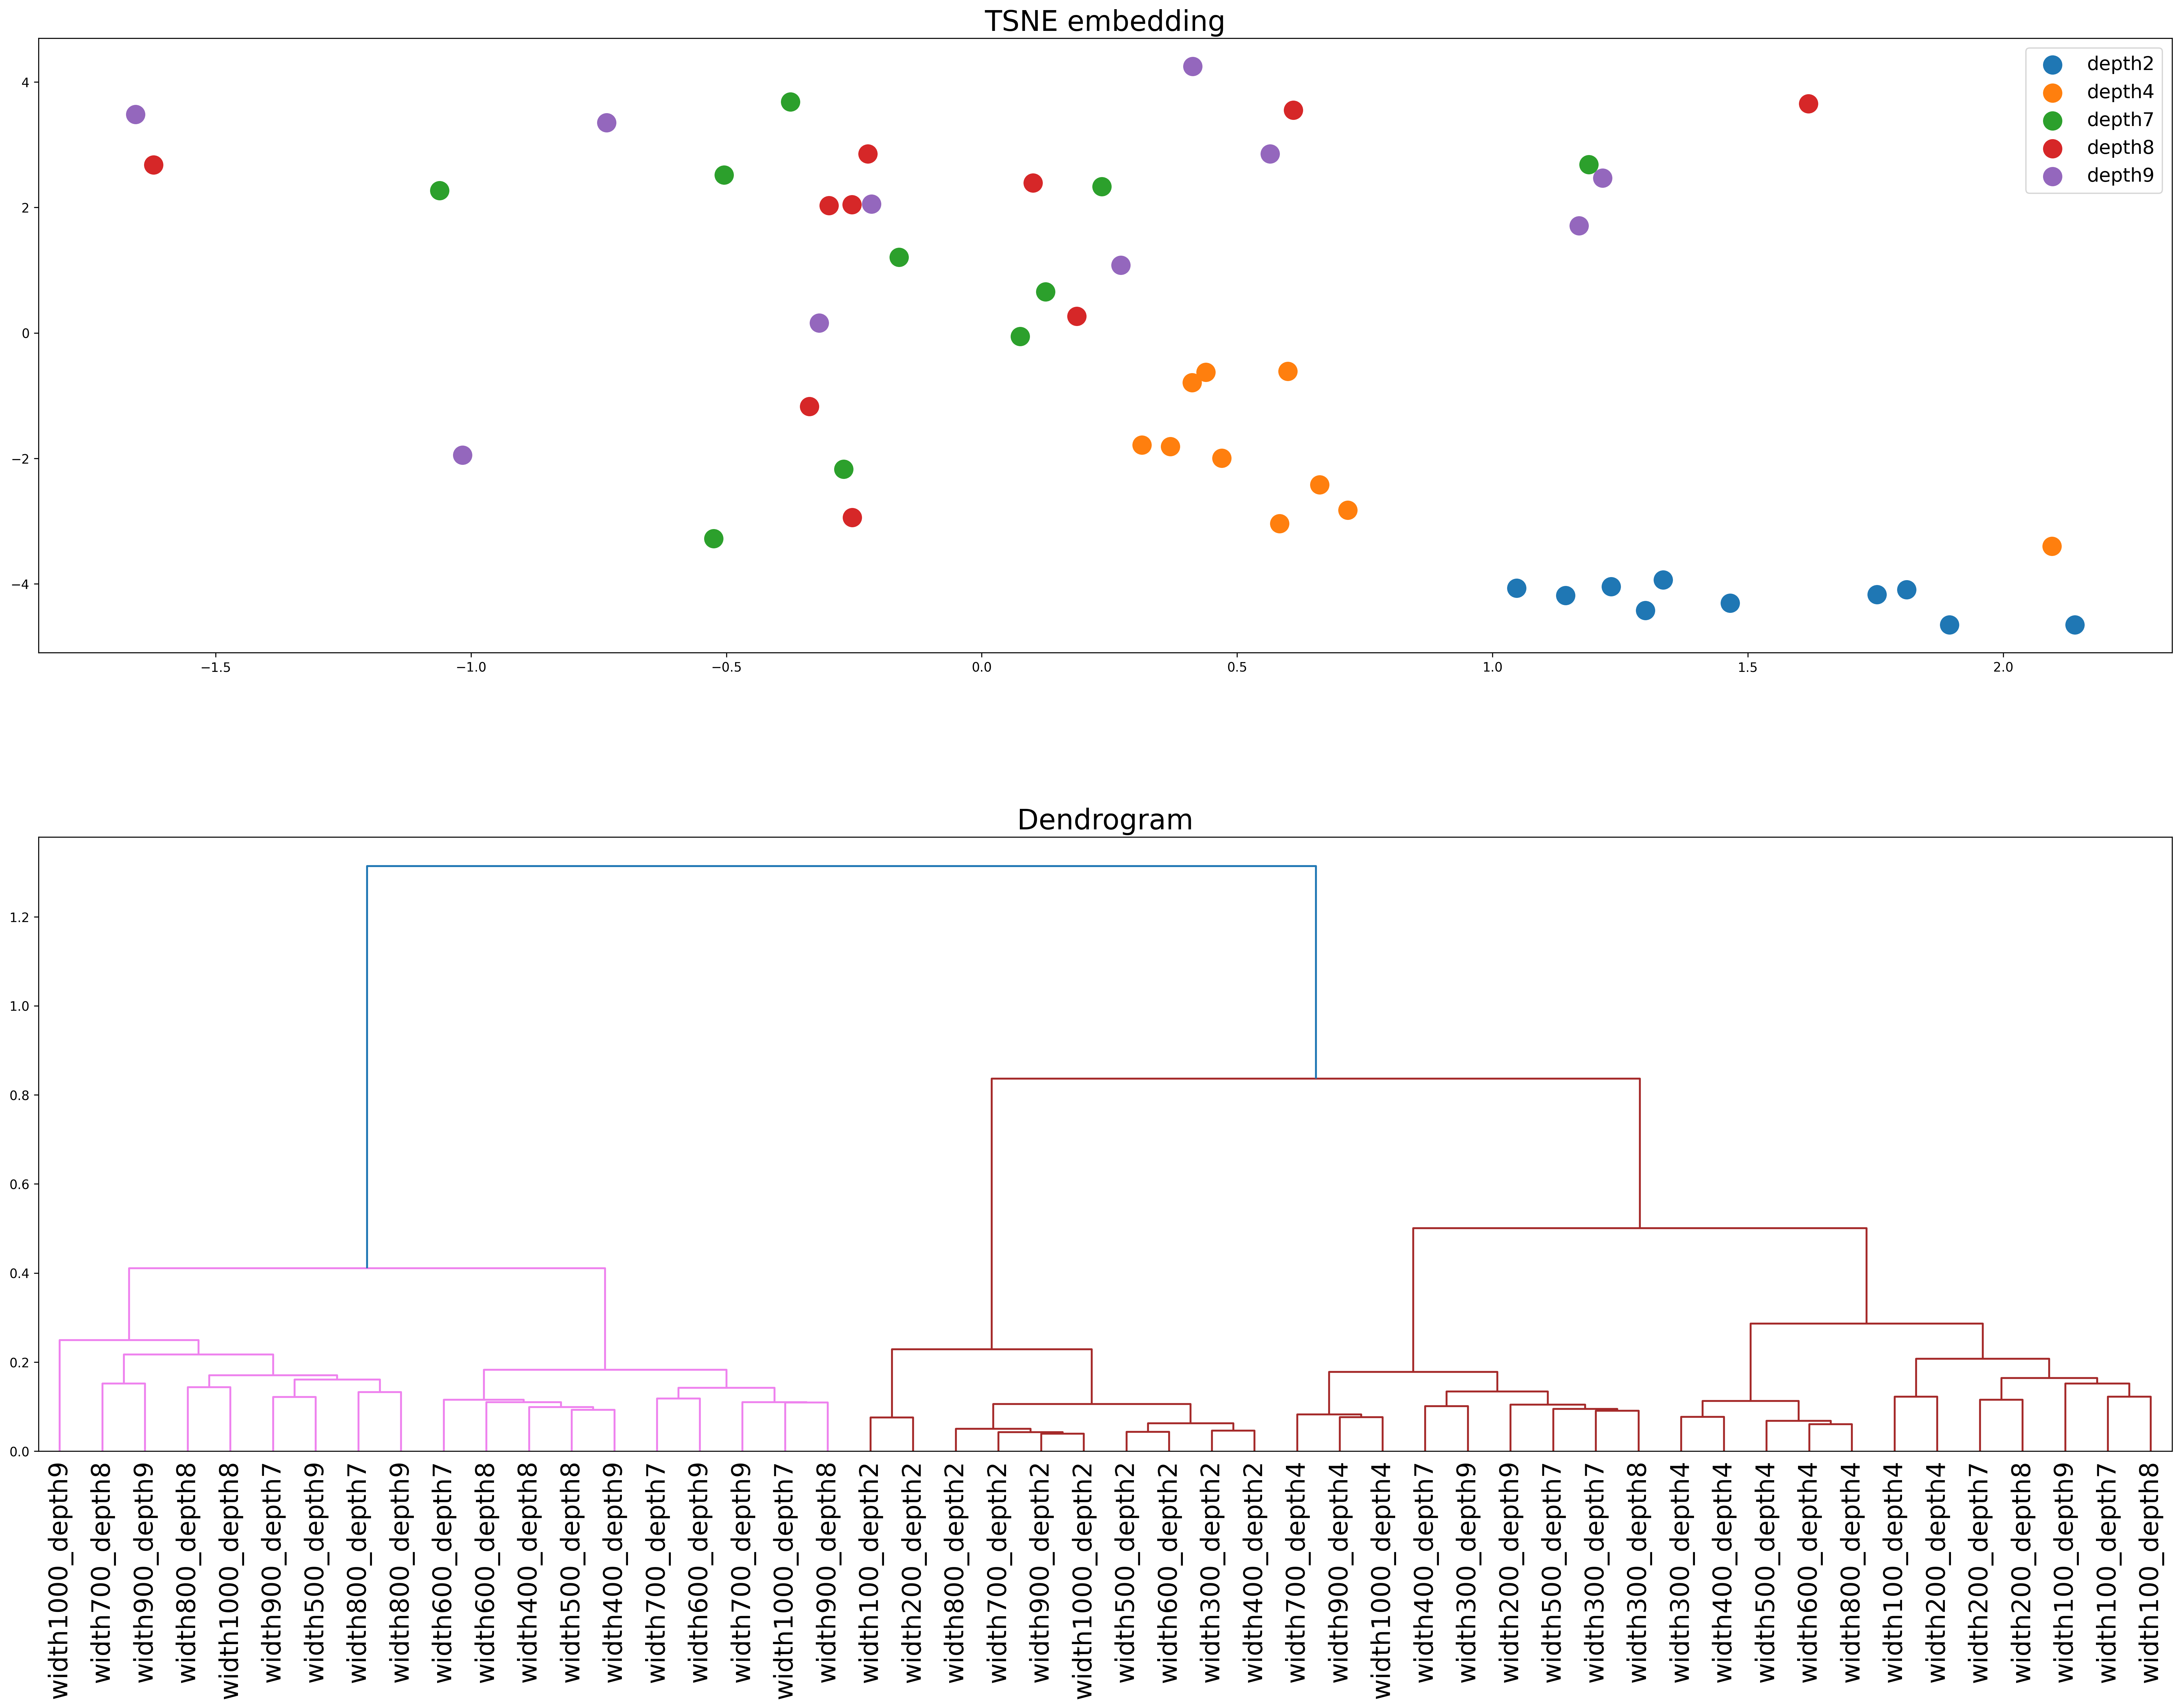 TSNE embedding
4
2
0
−2
−4
−1.5
−1.0
−0.5
0.0
0.5
1.0
1.5
2.0
depth2
depth4
depth7
depth8
depth9
Dendrogram
1.2
1.0
0.8
0.6
0.4
0.2
0.0
width1000_depth9
width700_depth8
width900_depth9
width800_depth8
width1000_depth8
width900_depth7
width500_depth9
width800_depth7
width800_depth9
width600_depth7
width600_depth8
width400_depth8
width500_depth8
width400_depth9
width700_depth7
width600_depth9
width700_depth9
width1000_depth7
width900_depth8
width100_depth2
width200_depth2
width800_depth2
width700_depth2
width900_depth2
width1000_depth2
width500_depth2
width600_depth2
width300_depth2
width400_depth2
width700_depth4
width900_depth4
width1000_depth4
width400_depth7
width300_depth9
width200_depth9
width500_depth7
width300_depth7
width300_depth8
width300_depth4
width400_depth4
width500_depth4
width600_depth4
width800_depth4
width100_depth4
width200_depth4
width200_depth7
width200_depth8
width100_depth9
width100_depth7
width100_depth8